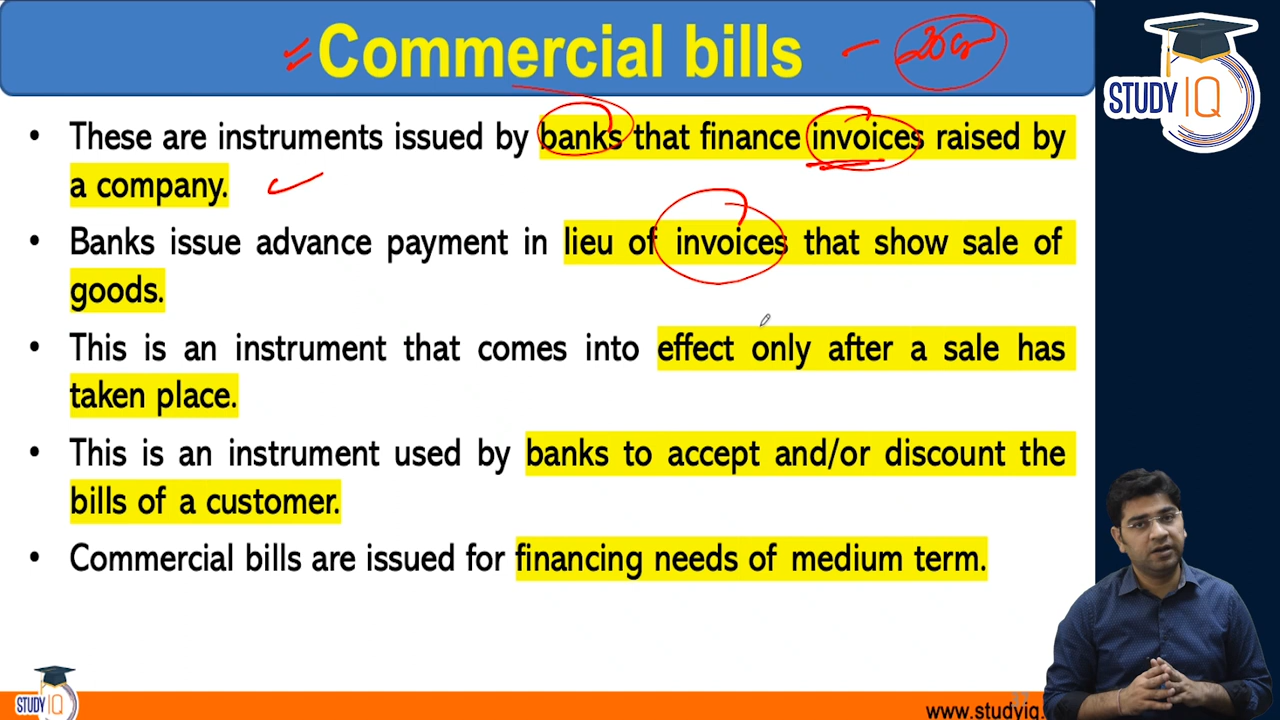 Commercial bills
STUDY IQ
• These are instruments issued by banks that finance invoices raised by
a company.
• Banks issue advance payment in lieu of invoices that show sale of
goods.
• This is an instrument that comes into effect only after a sale has
taken place.
• This is an instrument used by banks to accept and/or discount the
bills of a customer.
• Commercial bills are issued for financing needs of medium term.
STUDY IQ
www.studyiq.